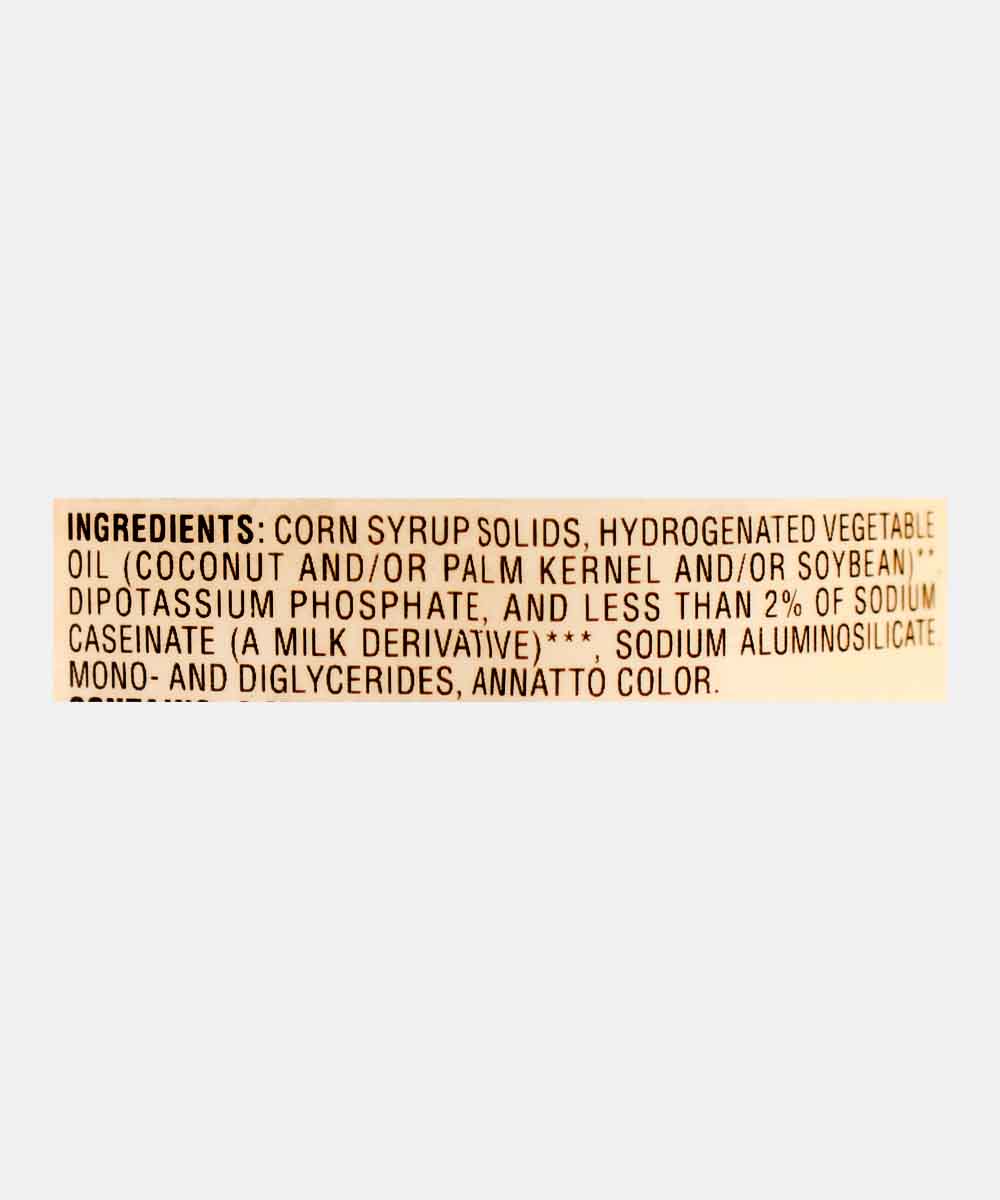 INGREDIENTS: CORN SYRUP SOLIDS, HYDROGENATED VEGETABLE
OIL (COCONUT AND/OR PALM KERNEL AND/OR SOYBEAN)**,
DIPOTASSIUM PHOSPHATE, AND LESS THAN 2% OF SODIUM
CASEINATE (A MILK DERIVATIVE)***, SODIUM ALUMINOSILICATE,
MONO- AND DIGLYCERIDES, ANNATTO COLOR.